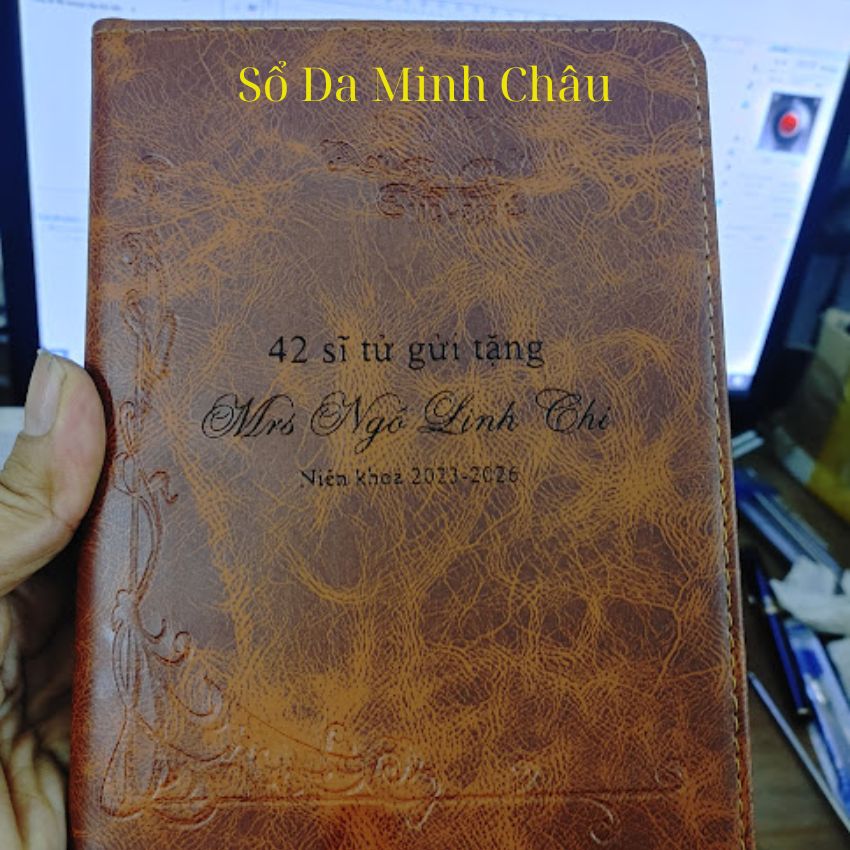 Sổ Da Minh Châu
42 sĩ tử gửi tặng
Mrs Ngô Linh Chi
Niên khoá 2023-2026